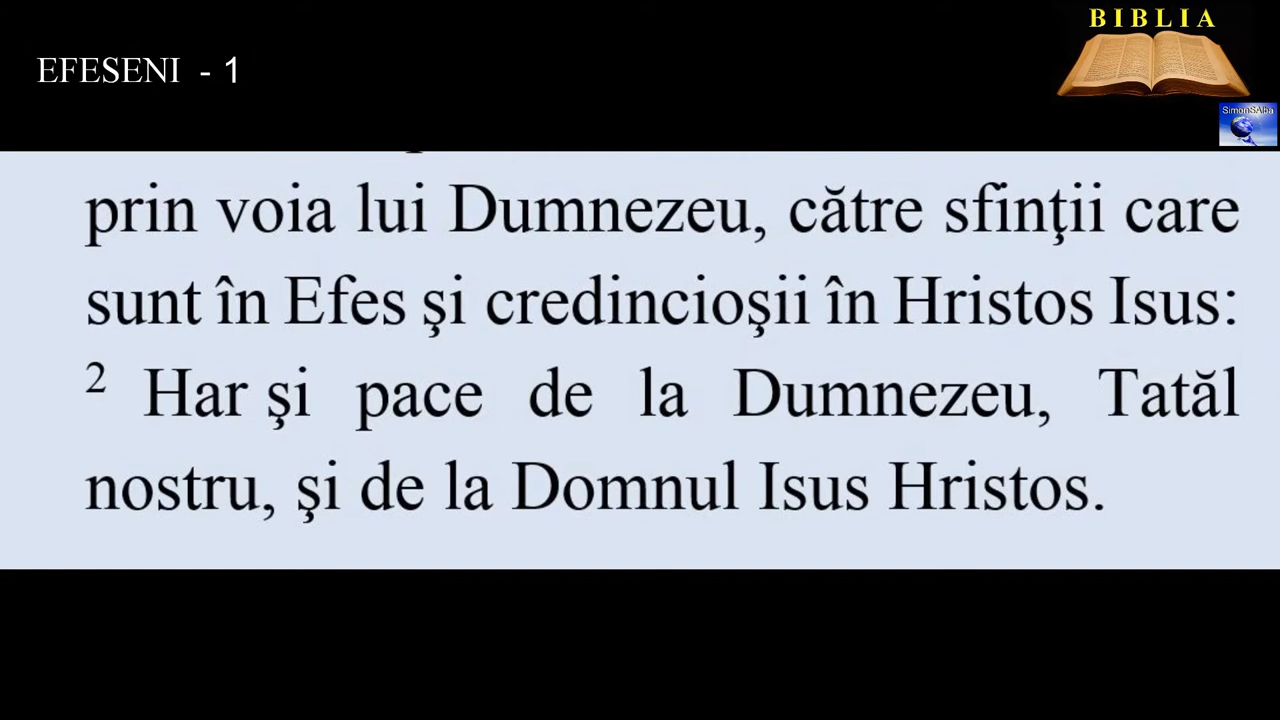 BIBLIA
EFESENI - 1
SimonSAlba
prin voia lui Dumnezeu, către sfinţii care
sunt în Efes şi credincioşii în Hristos Isus:
2 Har şi pace de la Dumnezeu, Tatăl
nostru, şi de la Domnul Isus Hristos.